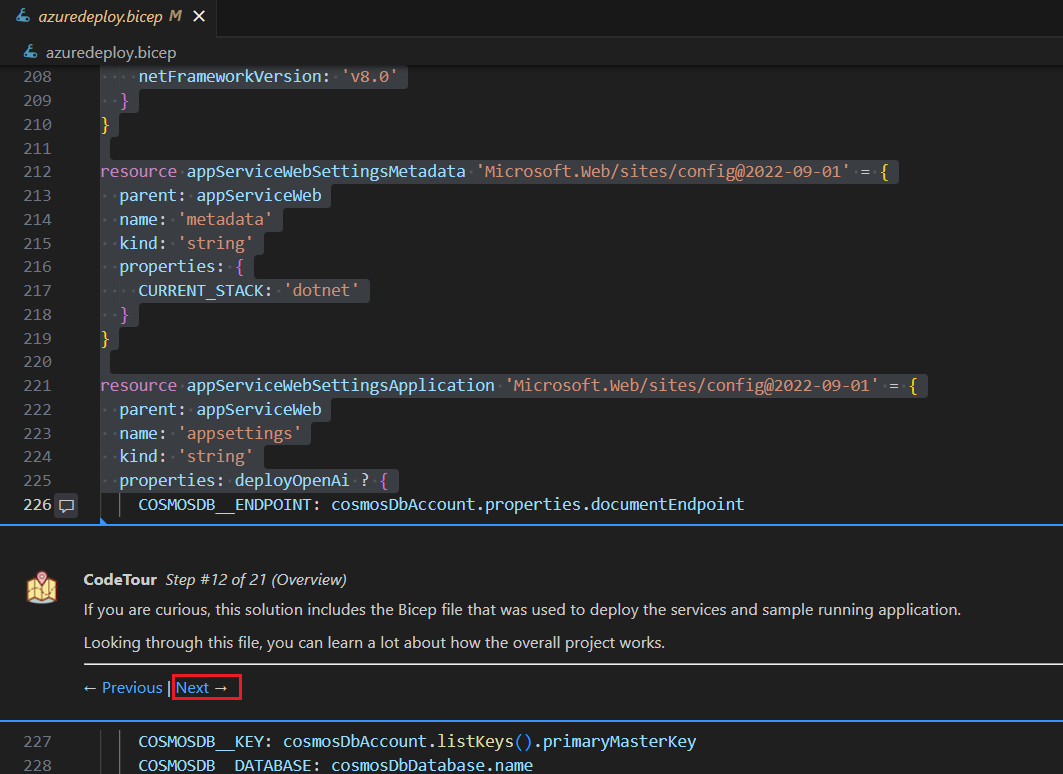 azuredeploy.bicep M ×
azuredeploy.bicep
208 netFrameworkVersion: 'v8.0'
209 }
210 }
211
212 resource appServiceWebSettingsMetadata 'Microsoft.Web/sites/config@2022-09-01' = {
213 parent: appServiceWeb
214 name: 'metadata'
215 kind: 'string'
216 properties: {
217 CURRENT_STACK: 'dotnet'
218 }
219 }
220
221 resource appServiceWebSettingsApplication 'Microsoft.Web/sites/config@2022-09-01' = {
222 parent: appServiceWeb
223 name: 'appsettings'
224 kind: 'string'
225 properties: deployOpenAi ? {
226 COSMOSDB__ENDPOINT: cosmosDbAccount.properties.documentEndpoint
CodeTour Step #12 of 21 (Overview)
If you are curious, this solution includes the Bicep file that was used to deploy the services and sample running application.
Looking through this file, you can learn a lot about how the overall project works.
← Previous | Next →
227 COSMOSDB__KEY: cosmosDbAccount.listKeys().primaryMasterKey
228 COSMOSDB__DATABASE: cosmosDbDatabase.name